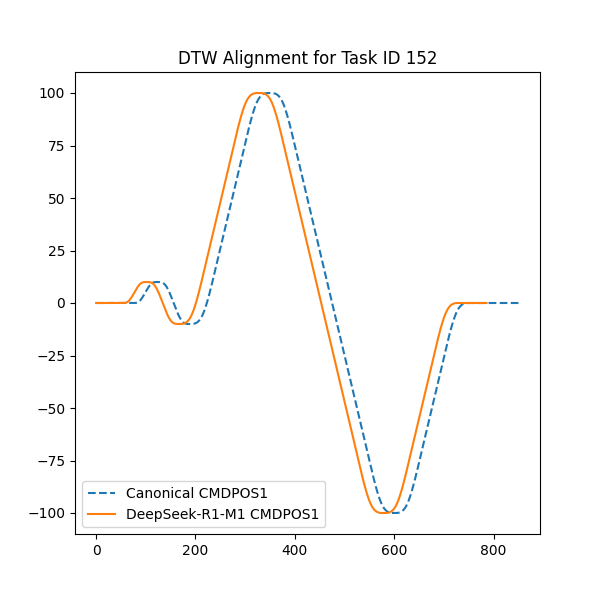 DTW Alignment for Task ID 152
100
75
50
25
0
−25
−50
−75
−100
Canonical CMDPOS1
DeepSeek-R1-M1 CMDPOS1
0 200 400 600 800